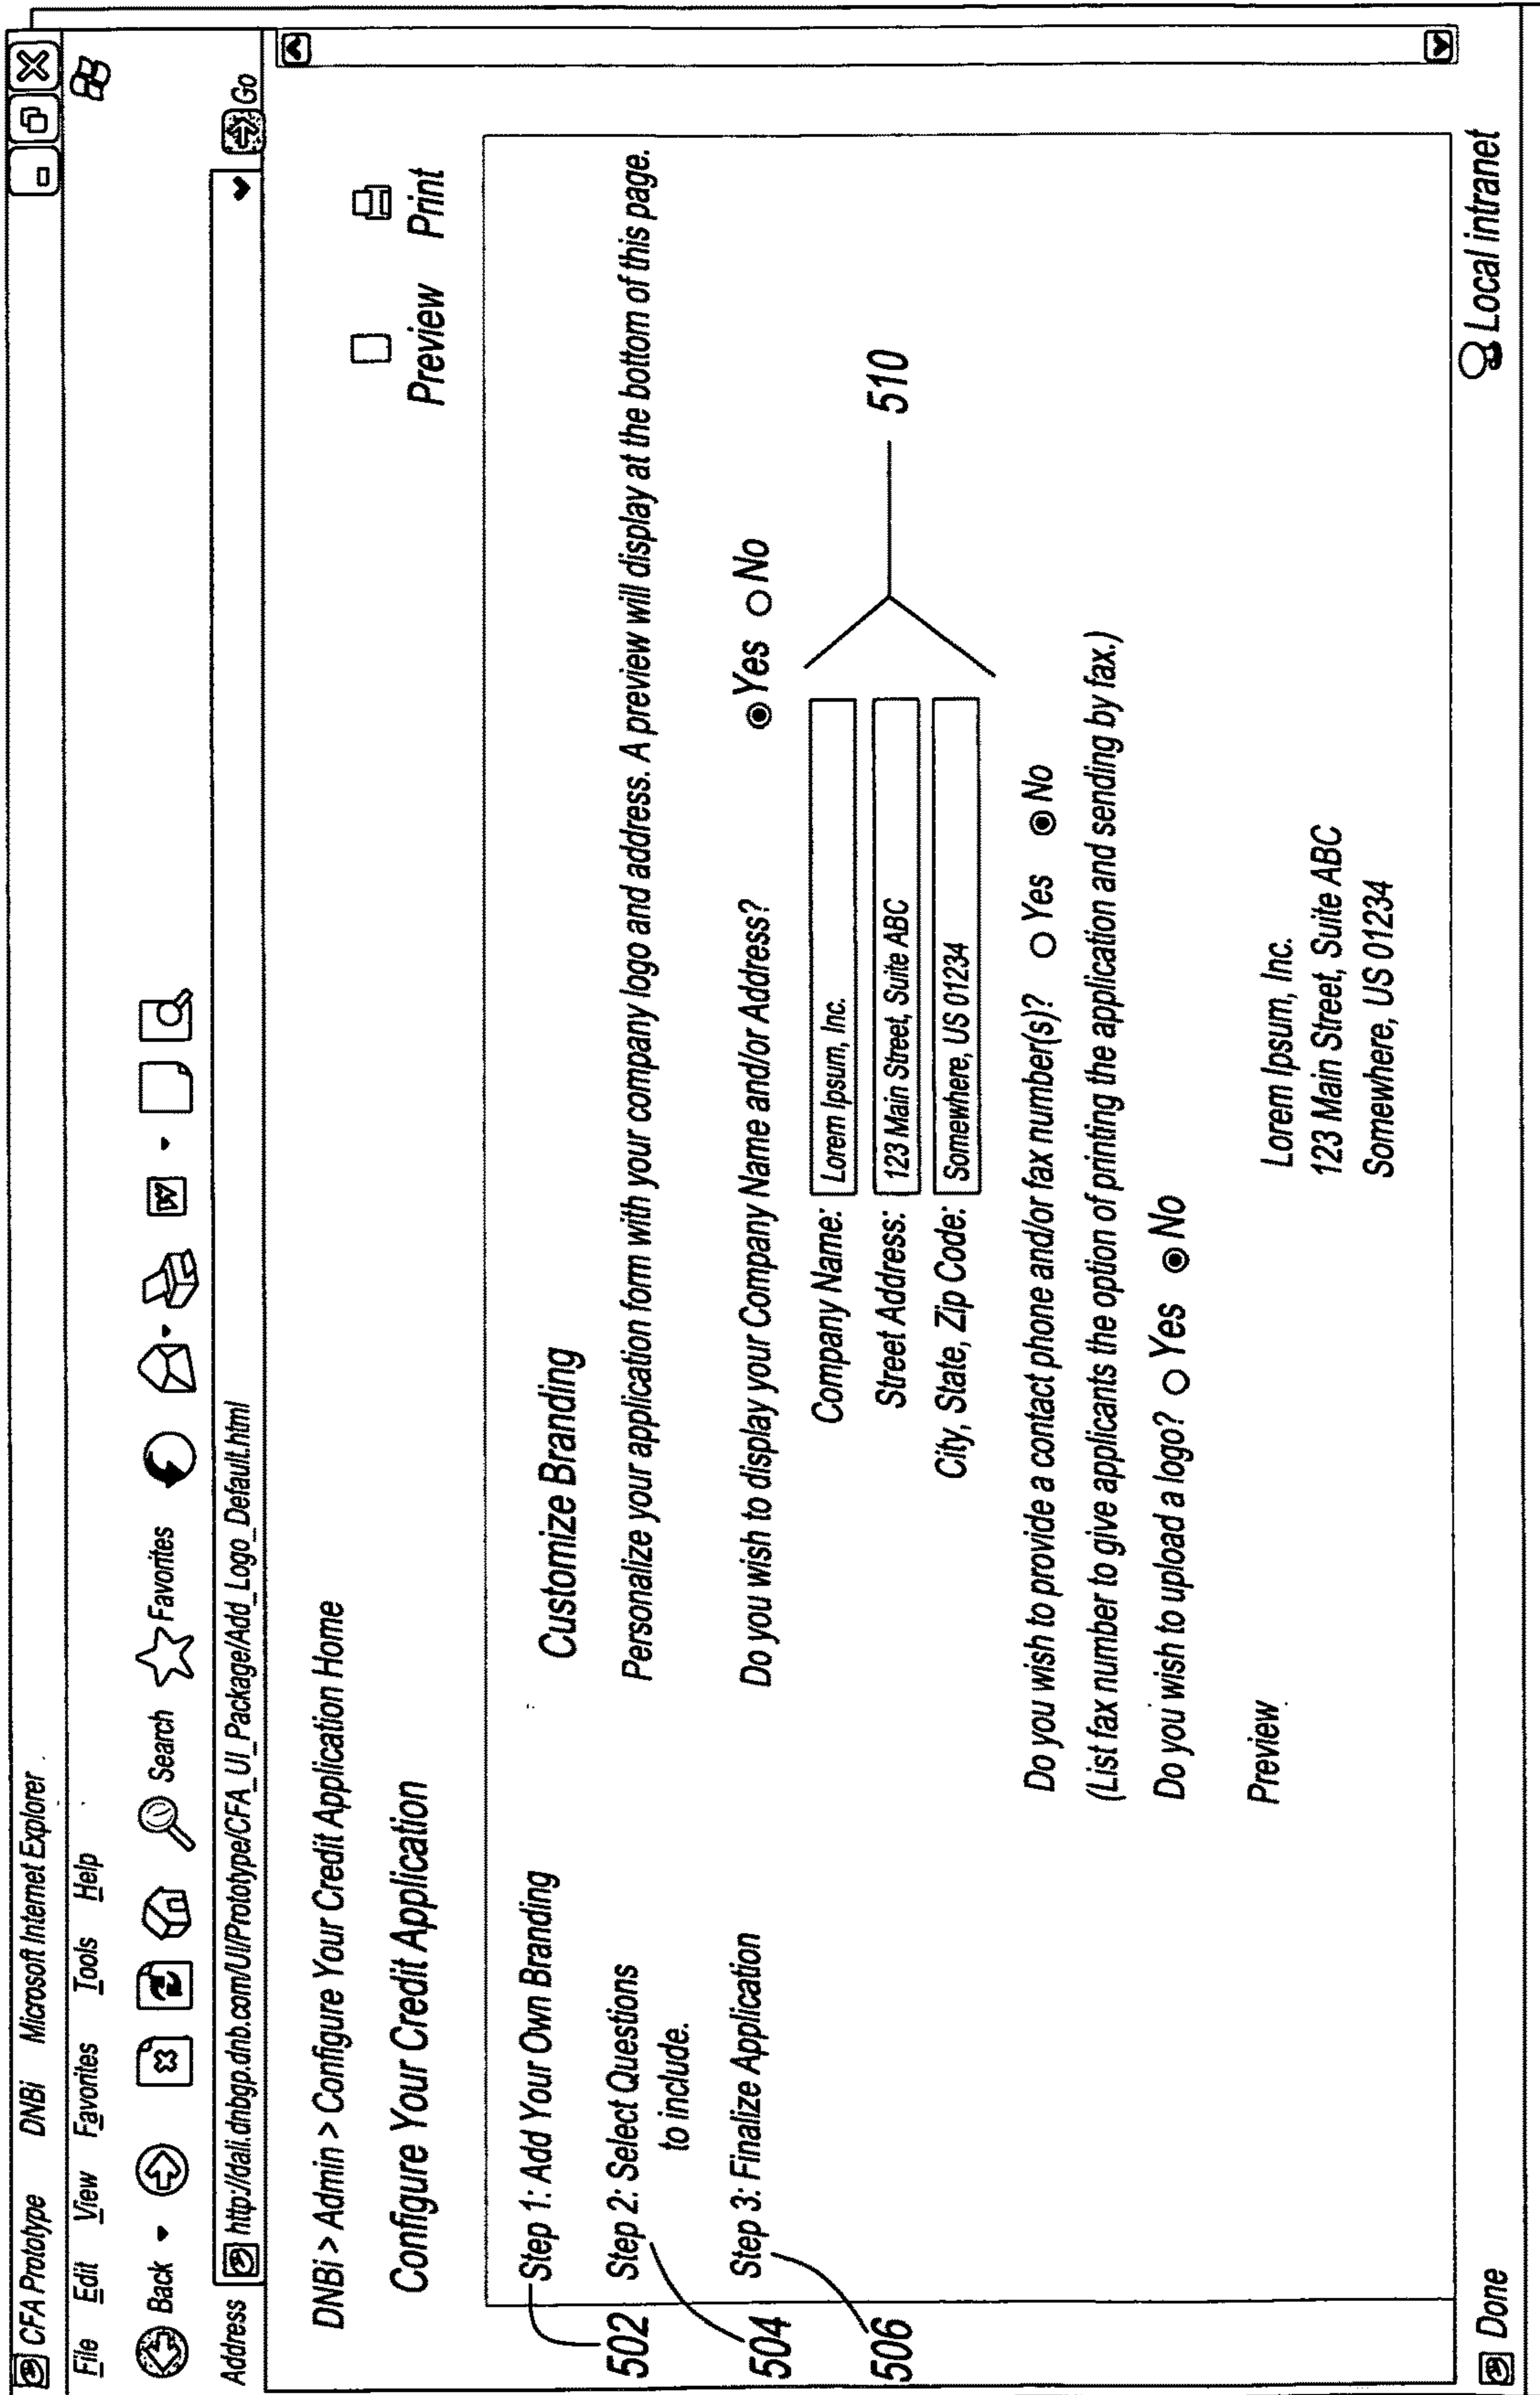 CFA Prototype DNBi Microsoft Internet Explorer
File Edit View Favorites Tools Help
Back Search Favorites
Address http://dali.dnbgp.dnb.com/UI/Prototype/CFA_UI_Package/Add_Logo_Default.html Go
DNBi > Admin > Configure Your Credit Application Home
Configure Your Credit Application
Preview Print
502 Step 1: Add Your Own Branding
504 Step 2: Select Questions
to include.
506 Step 3: Finalize Application
Customize Branding
Personalize your application form with your company logo and address. A preview will display at the bottom of this page.
Do you wish to display your Company Name and/or Address? Yes No
Company Name: Lorem Ipsum, Inc.
Street Address: 123 Main Street, Suite ABC
City, State, Zip Code: Somewhere, US 01234
510
Do you wish to provide a contact phone and/or fax number(s)? Yes No
(List fax number to give applicants the option of printing the application and sending by fax.)
Do you wish to upload a logo? Yes No
Preview
Lorem Ipsum, Inc.
123 Main Street, Suite ABC
Somewhere, US 01234
Done Local intranet